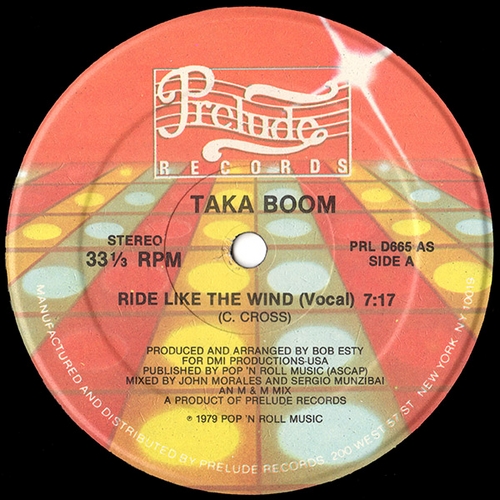 Prelude
RECORDS
TAKA BOOM
STEREO
33⅓ RPM
PRL D665 AS
SIDE A
RIDE LIKE THE WIND (Vocal) 7:17
(C. CROSS)
PRODUCED AND ARRANGED BY BOB ESTY
FOR DMI PRODUCTIONS-USA
PUBLISHED BY POP 'N ROLL MUSIC (ASCAP)
MIXED BY JOHN MORALES AND SERGIO MUNZIBAI
AN M & M MIX
A PRODUCT OF PRELUDE RECORDS
℗ 1979 POP 'N ROLL MUSIC
MANUFACTURED AND DISTRIBUTED BY PRELUDE RECORDS, 200 WEST 57 ST. NEW YORK, NY 10019